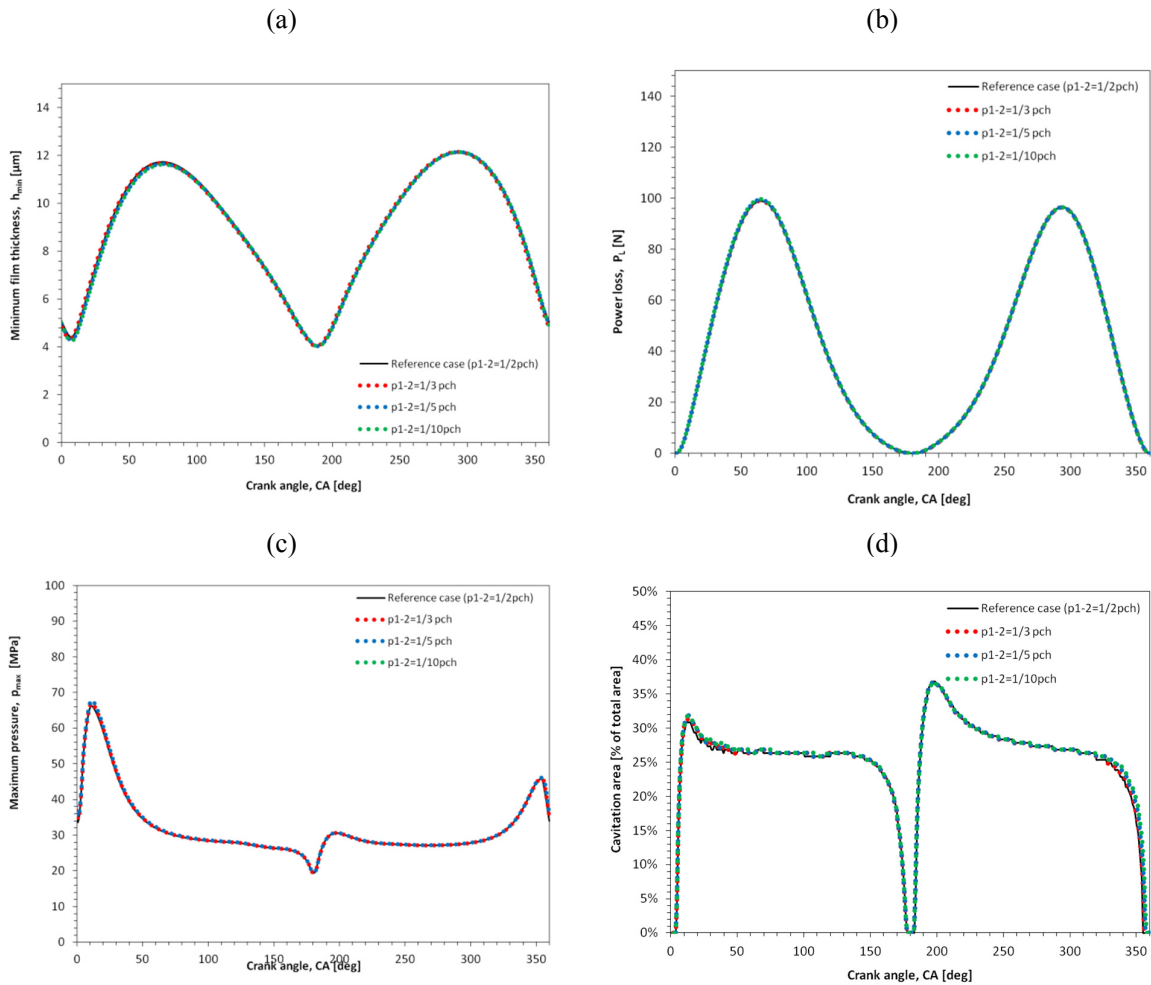 (a)
(b)
Minimum film thickness, hmin [µm]
14
12
10
8
6
4
2
0
0 50 100 150 200 250 300 350
Crank angle, CA [deg]
Reference case (p1-2=1/2pch)
p1-2=1/3 pch
p1-2=1/5 pch
p1-2=1/10pch
Power loss, PL [N]
140
120
100
80
60
40
20
0
0 50 100 150 200 250 300 350
Crank angle, CA [deg]
Reference case (p1-2=1/2pch)
p1-2=1/3 pch
p1-2=1/5 pch
p1-2=1/10pch
(c)
(d)
Maximum pressure, pmax [MPa]
100
90
80
70
60
50
40
30
20
10
0
0 50 100 150 200 250 300 350
Crank angle, CA [deg]
Reference case (p1-2=1/2pch)
p1-2=1/3 pch
p1-2=1/5 pch
p1-2=1/10pch
Cavitation area [% of total area]
50%
45%
40%
35%
30%
25%
20%
15%
10%
5%
0%
0 50 100 150 200 250 300 350
Crank angle, CA [deg]
Reference case (p1-2=1/2pch)
p1-2=1/3 pch
p1-2=1/5 pch
p1-2=1/10pch